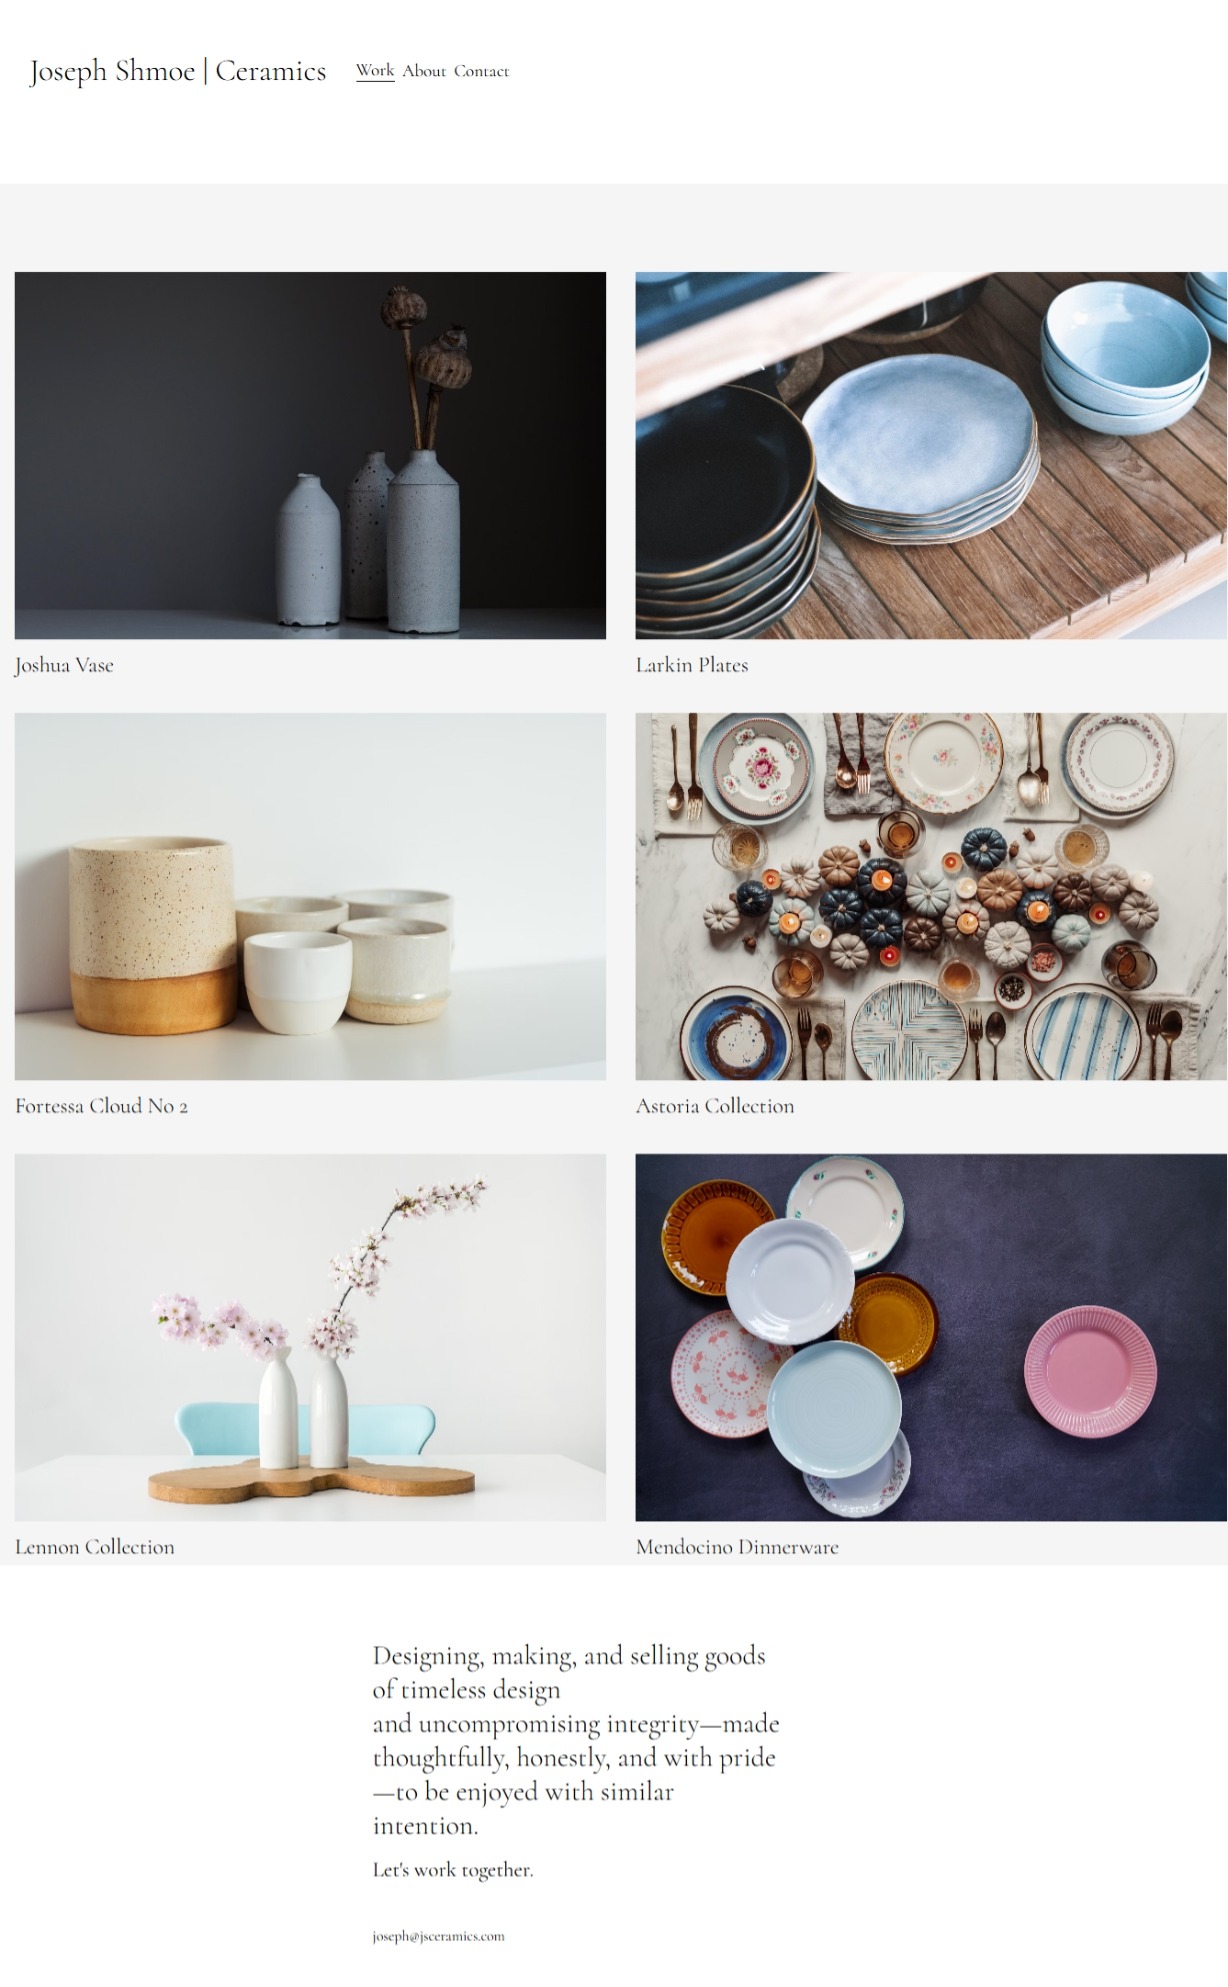 Joseph Shmoe | Ceramics Work About Contact
Joshua Vase
Larkin Plates
Fortessa Cloud No 2
Astoria Collection
Lennon Collection
Mendocino Dinnerware
Designing, making, and selling goods
of timeless design
and uncompromising integrity—made
thoughtfully, honestly, and with pride
—to be enjoyed with similar
intention.
Let's work together.
joseph@jsceramics.com